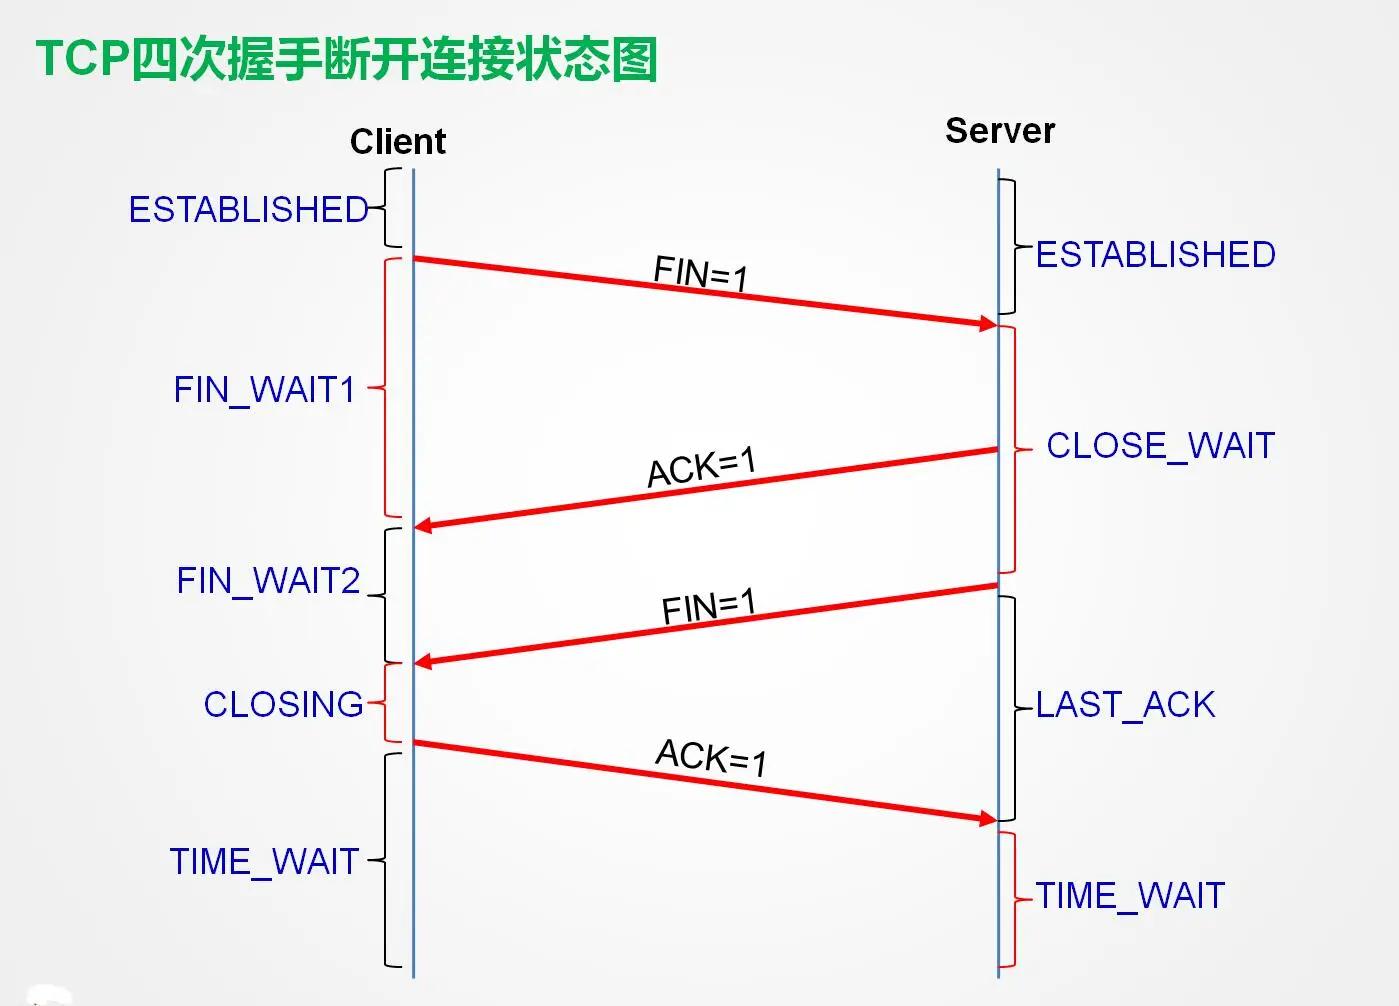 TCP四次握手断开连接状态图
Client
Server
ESTABLISHED
ESTABLISHED
FIN=1
FIN_WAIT1
CLOSE_WAIT
ACK=1
FIN_WAIT2
FIN=1
CLOSING
LAST_ACK
ACK=1
TIME_WAIT
TIME_WAIT